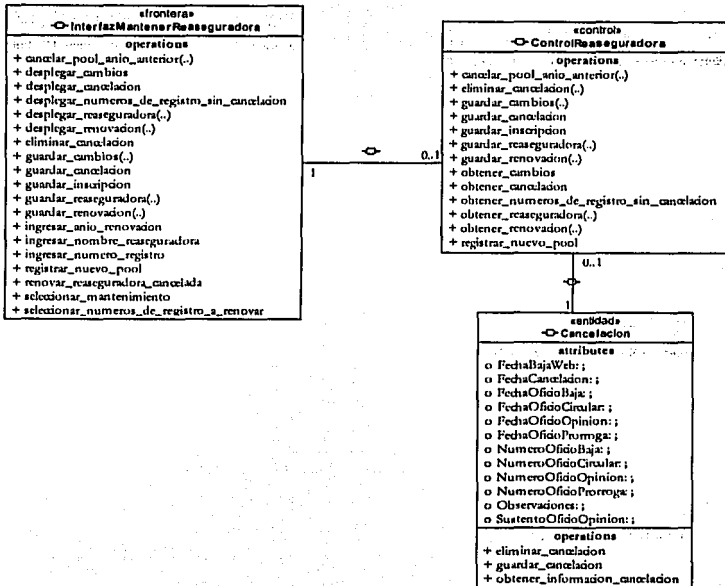 «frontera»
InterfazMantenerReaseguradora
operations
+ cancelar_pool_anio_anterior(..)
+ desplegar_cambios
+ desplegar_cancelacion
+ desplegar_numeros_de_registro_sin_cancelacion
+ desplegar_reaseguradora(..)
+ desplegar_renovacion(..)
+ eliminar_cancelacion
+ guardar_cambios(..)
+ guardar_cancelacion
+ guardar_inscripcion
+ guardar_reaseguradora(..)
+ guardar_renovacion(..)
+ ingresar_anio_renovacion
+ ingresar_nombre_reaseguradora
+ ingresar_numero_registro
+ registrar_nuevo_pool
+ renovar_reaseguradora_cancelada
+ seleccionar_mantenimiento
+ seleccionar_numeros_de_registro_a_renovar
1
0..1
«control»
ControlReaseguradora
operations
+ cancelar_pool_anio_anterior(..)
+ eliminar_cancelacion(..)
+ guardar_cambios(..)
+ guardar_cancelacion
+ guardar_inscripcion
+ guardar_reaseguradora(..)
+ guardar_renovacion(..)
+ obtener_cambios
+ obtener_cancelacion
+ obtener_numeros_de_registro_sin_cancelacion
+ obtener_reaseguradora(..)
+ obtener_renovacion(..)
+ registrar_nuevo_pool
0..1
1
«entidad»
Cancelacion
attributes
o FechaBajaWeb: ;
o FechaCancelacion: ;
o FechaOficioBaja: ;
o FechaOficioCircular: ;
o FechaOficioOpinion: ;
o FechaOficioProrroga: ;
o NumeroOficioBaja: ;
o NumeroOficioCircular: ;
o NumeroOficioOpinion: ;
o NumeroOficioProrroga: ;
o Observaciones: ;
o SustentoOficioOpinion: ;
operations
+ eliminar_cancelacion
+ guardar_cancelacion
+ obtener_informacion_cancelacion